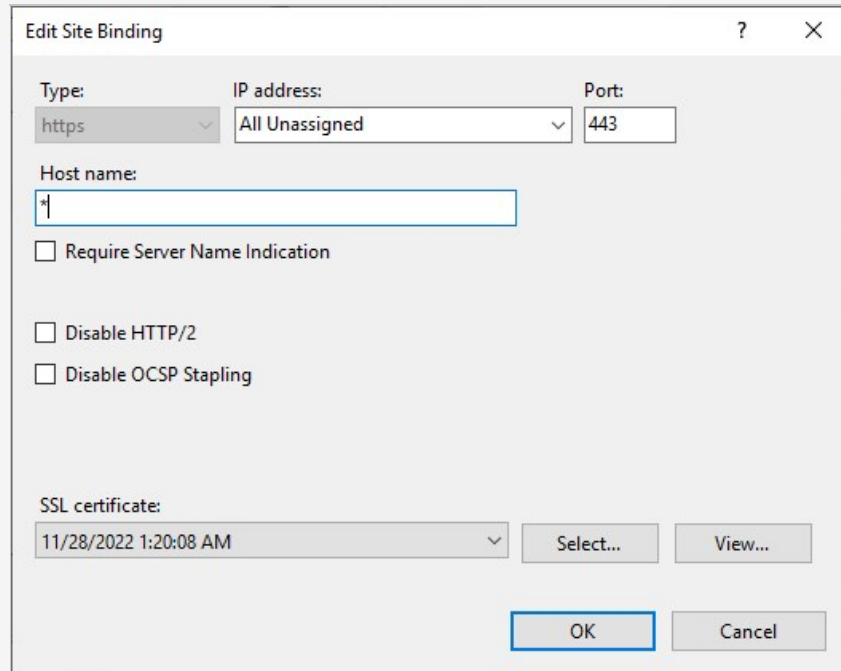 Edit Site Binding ? X
Type: IP address: Port:
https All Unassigned 443
Host name:
*
Require Server Name Indication
Disable HTTP/2
Disable OCSP Stapling
SSL certificate:
11/28/2022 1:20:08 AM Select... View...
OK Cancel